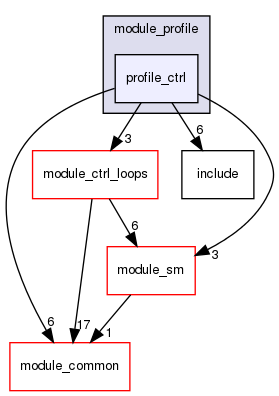 module_profile
profile_ctrl
3
6
module_ctrl_loops
include
6
3
module_sm
6
17
1
module_common